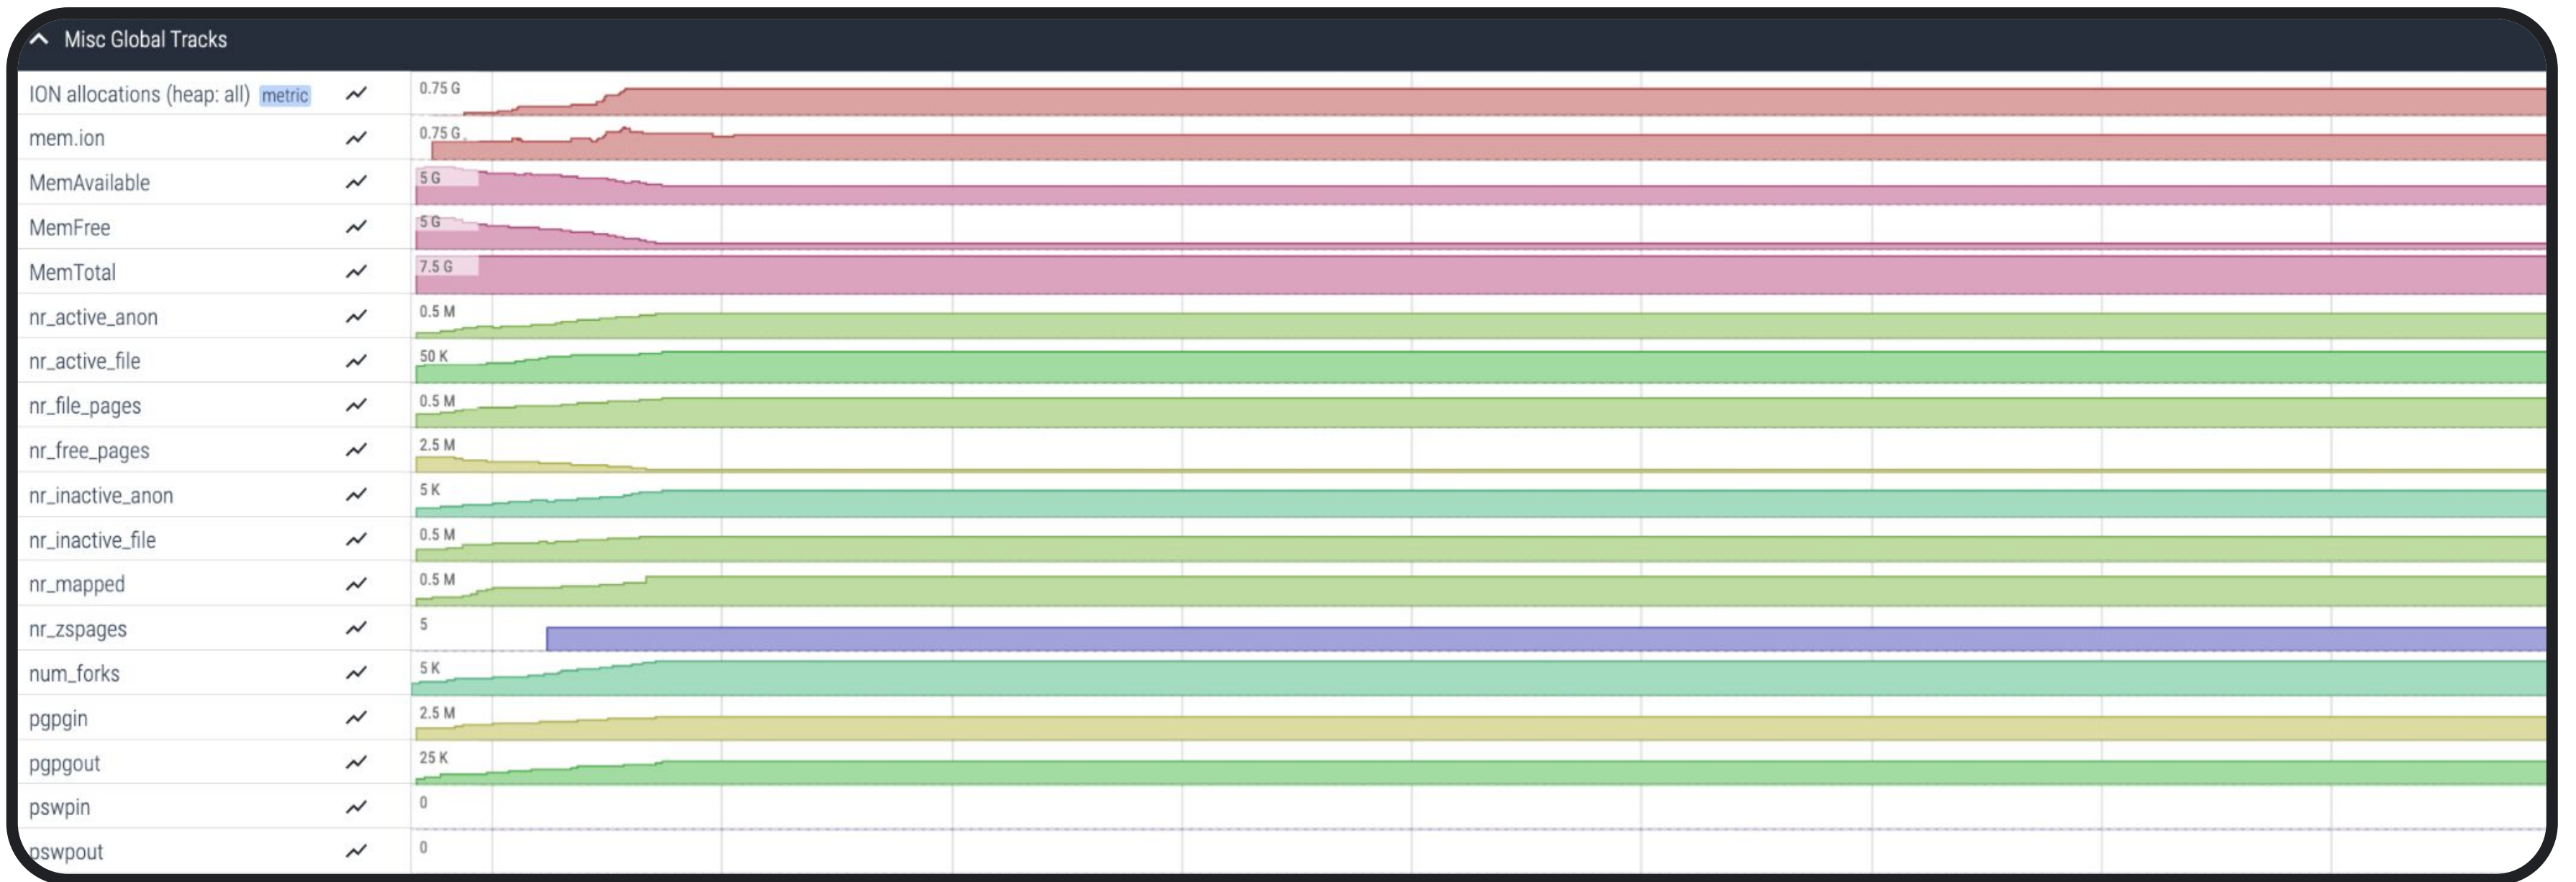 Misc Global Tracks
ION allocations (heap: all) metric 0.75 G
mem.ion 0.75 G
MemAvailable 5 G
MemFree 5 G
MemTotal 7.5 G
nr_active_anon 0.5 M
nr_active_file 50 K
nr_file_pages 0.5 M
nr_free_pages 2.5 M
nr_inactive_anon 5 K
nr_inactive_file 0.5 M
nr_mapped 0.5 M
nr_zspages 5
num_forks 5 K
pgpgin 2.5 M
pgpgout 25 K
pswpin 0
pswpout 0